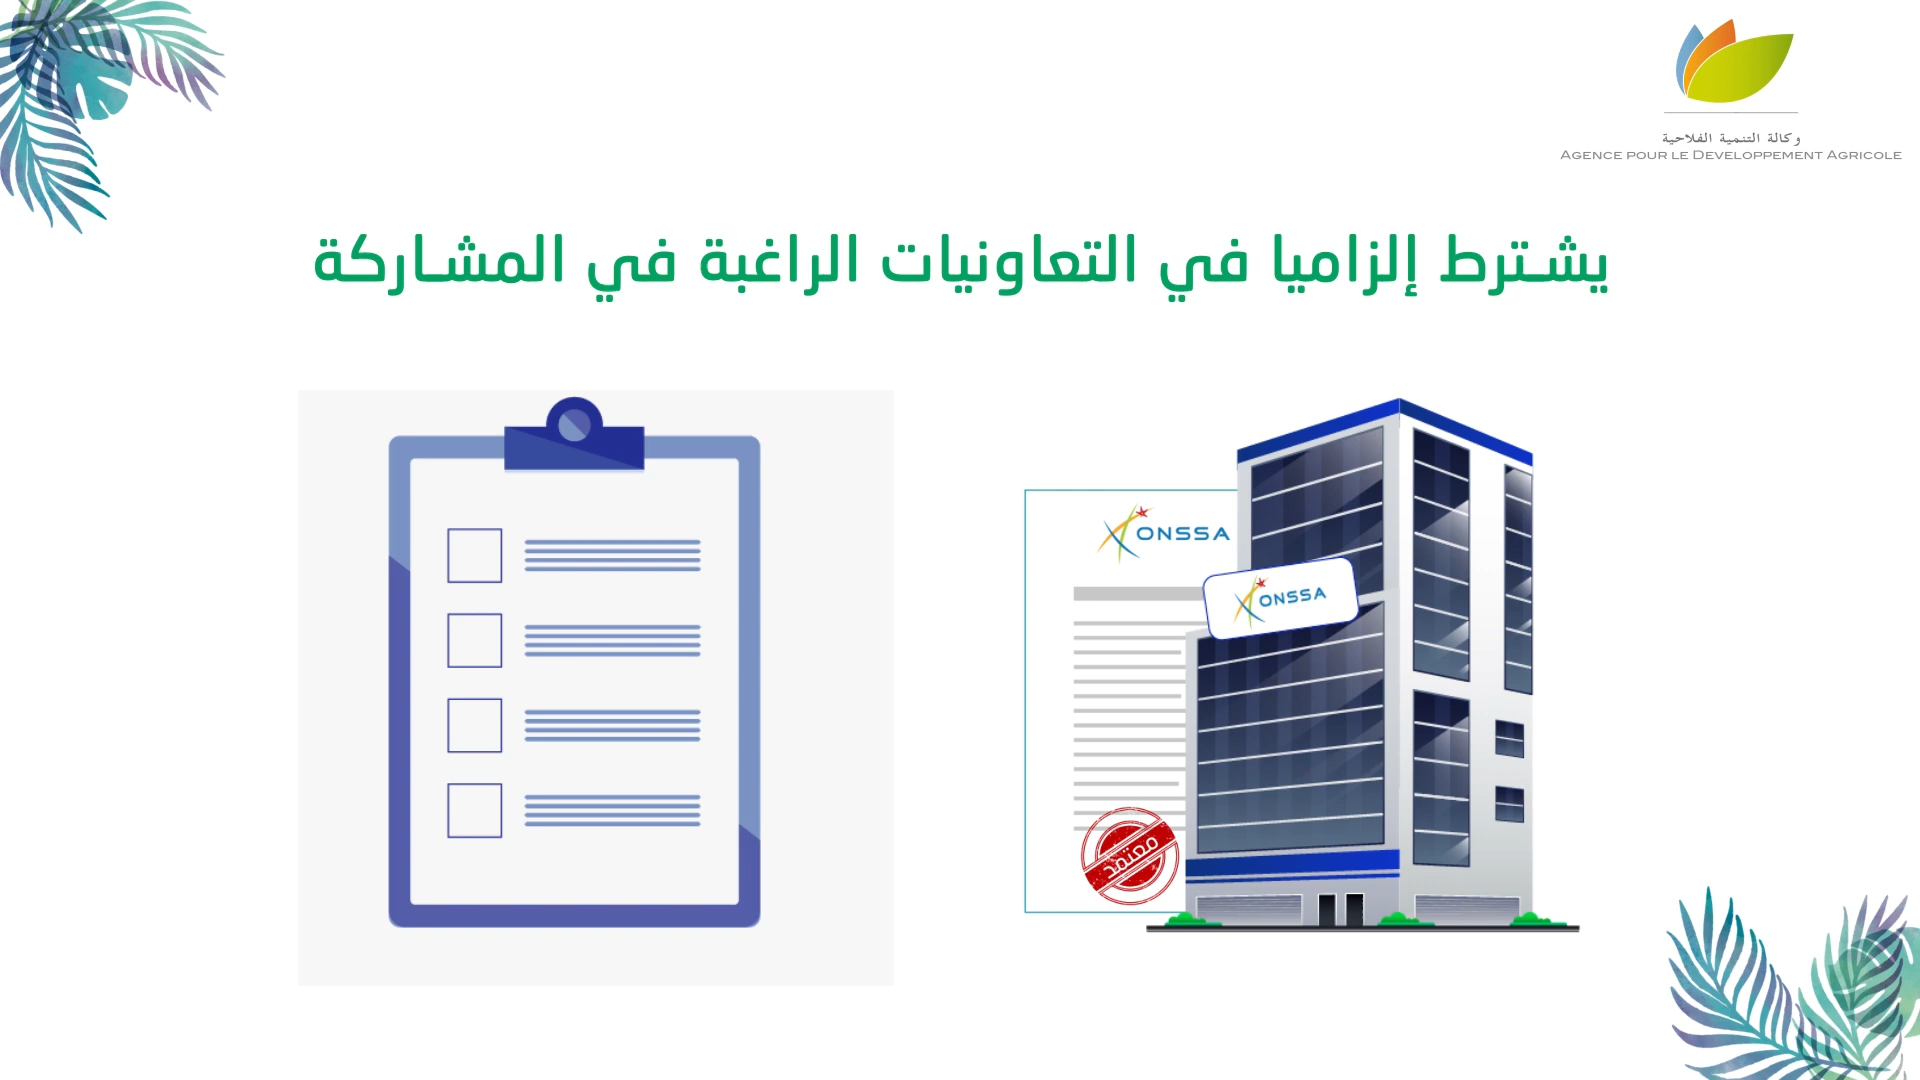 وكالة التنمية الفلاحية
AGENCE POUR LE DEVELOPPEMENT AGRICOLE
يشترط إلزاميا في التعاونيات الراغبة في المشاركة
ONSSA
ONSSA
معتمد